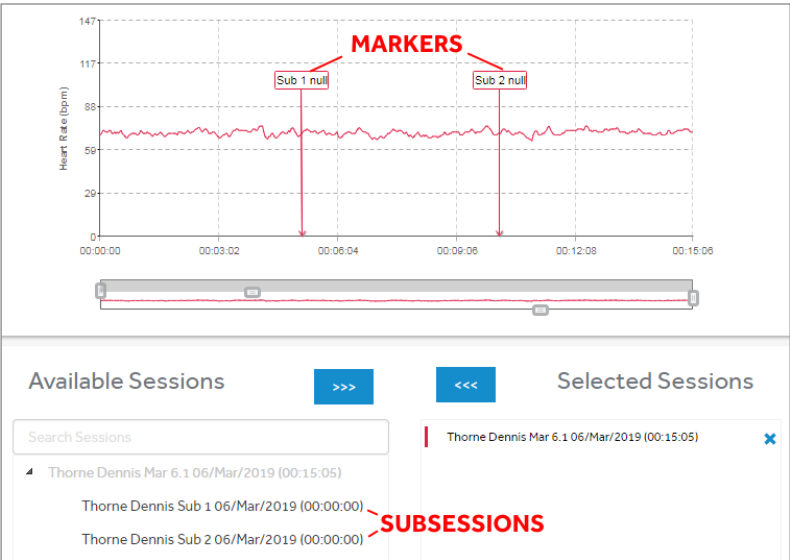 147
MARKERS
117
Sub 1 null
Sub 2 null
88
Heart Rate (bpm)
59
29
0
00:00:00 00:03:02 00:06:04 00:09:06 00:12:08 00:15:06
Available Sessions
>>>
<<<
Selected Sessions
Search Sessions
Thorne Dennis Mar 6.1 06/Mar/2019 (00:15:05)
Thorne Dennis Mar 6.1 06/Mar/2019 (00:15:05)
Thorne Dennis Sub 1 06/Mar/2019 (00:00:00)
SUBSESSIONS
Thorne Dennis Sub 2 06/Mar/2019 (00:00:00)